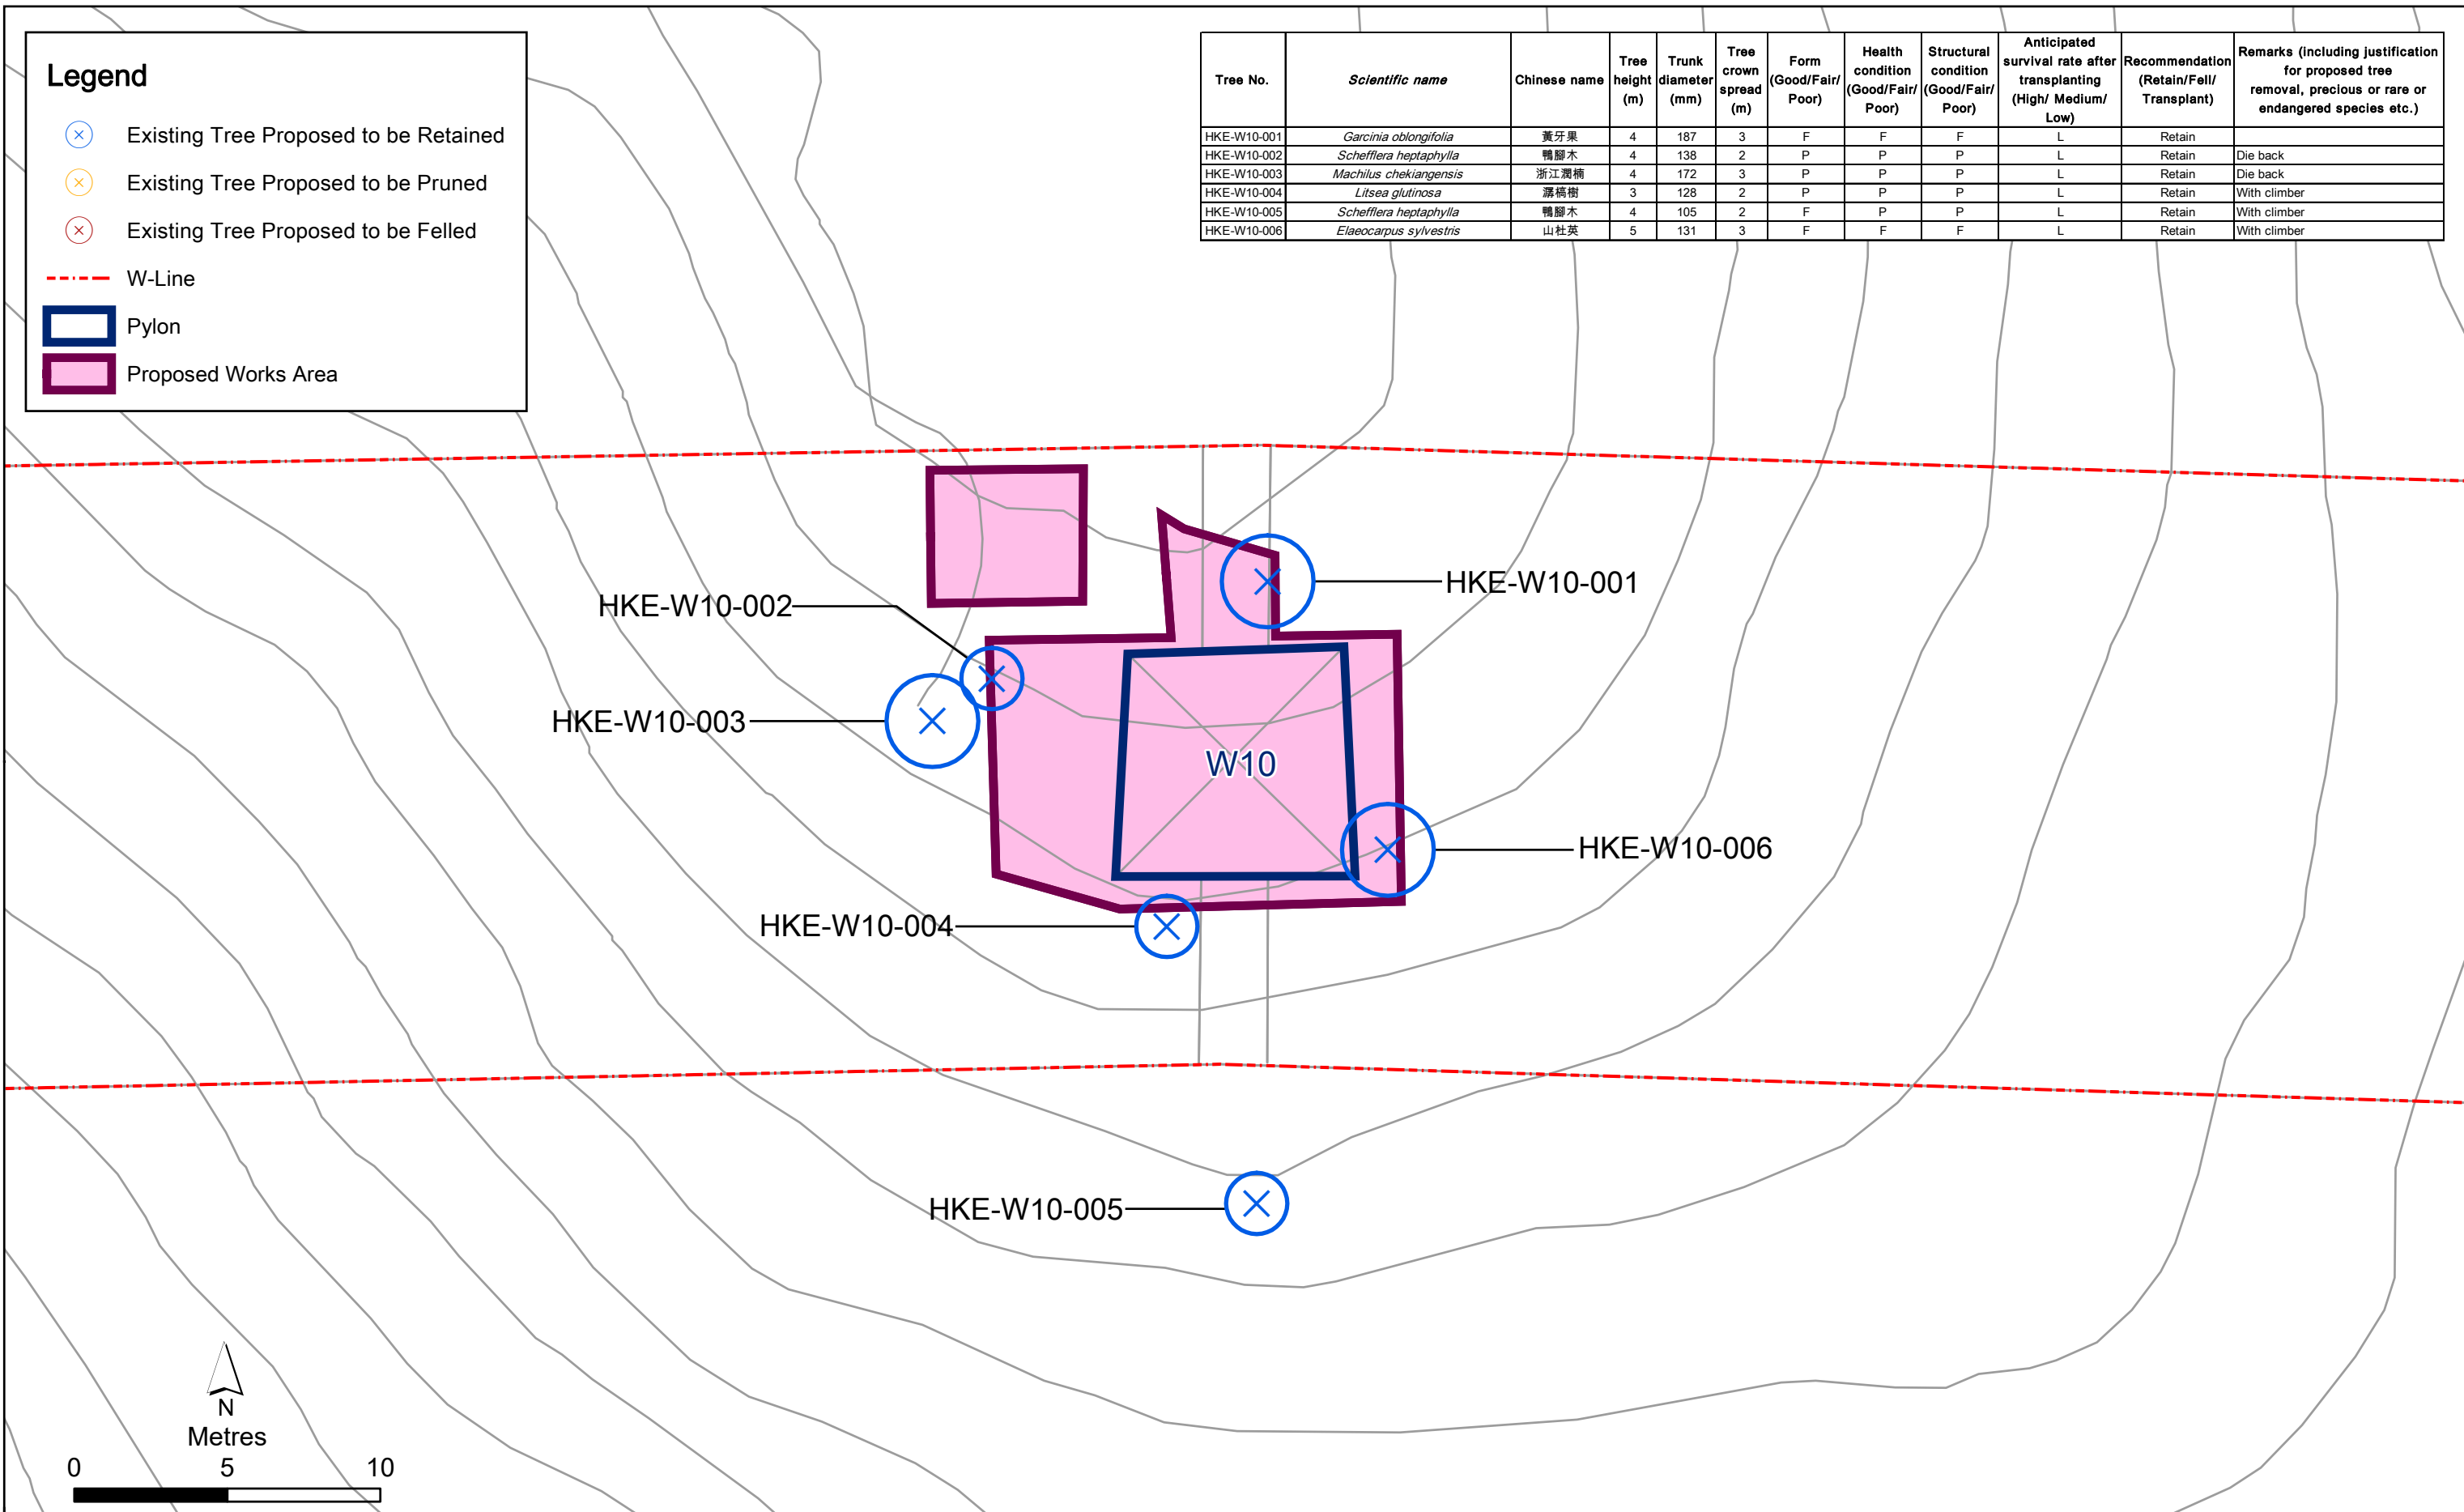 Legend
Existing Tree Proposed to be Retained
Existing Tree Proposed to be Pruned
Existing Tree Proposed to be Felled
W-Line
Pylon
Proposed Works Area
Tree No. Scientific name Chinese name Tree height (m) Trunk diameter (mm) Tree crown spread (m) Form (Good/Fair/ Poor) Health condition (Good/Fair/ Poor) Structural condition (Good/Fair/ Poor) Anticipated survival rate after transplanting (High/ Medium/ Low) Recommendation (Retain/Fell/ Transplant) Remarks (including justification for proposed tree removal, precious or rare or endangered species etc.)
HKE-W10-001 Garcinia oblongifolia 黃牙果 4 187 3 F F F L Retain
HKE-W10-002 Schefflera heptaphylla 鴨腳木 4 138 2 P P P L Retain Die back
HKE-W10-003 Machilus chekiangensis 浙江潤楠 4 172 3 P P P L Retain Die back
HKE-W10-004 Litsea glutinosa 潺槁樹 3 128 2 P P P L Retain With climber
HKE-W10-005 Schefflera heptaphylla 鴨腳木 4 105 2 F P P L Retain With climber
HKE-W10-006 Elaeocarpus sylvestris 山杜英 5 131 3 F F F L Retain With climber
HKE-W10-001
HKE-W10-002
HKE-W10-003
W10
HKE-W10-006
HKE-W10-004
HKE-W10-005
N
Metres
0 5 10